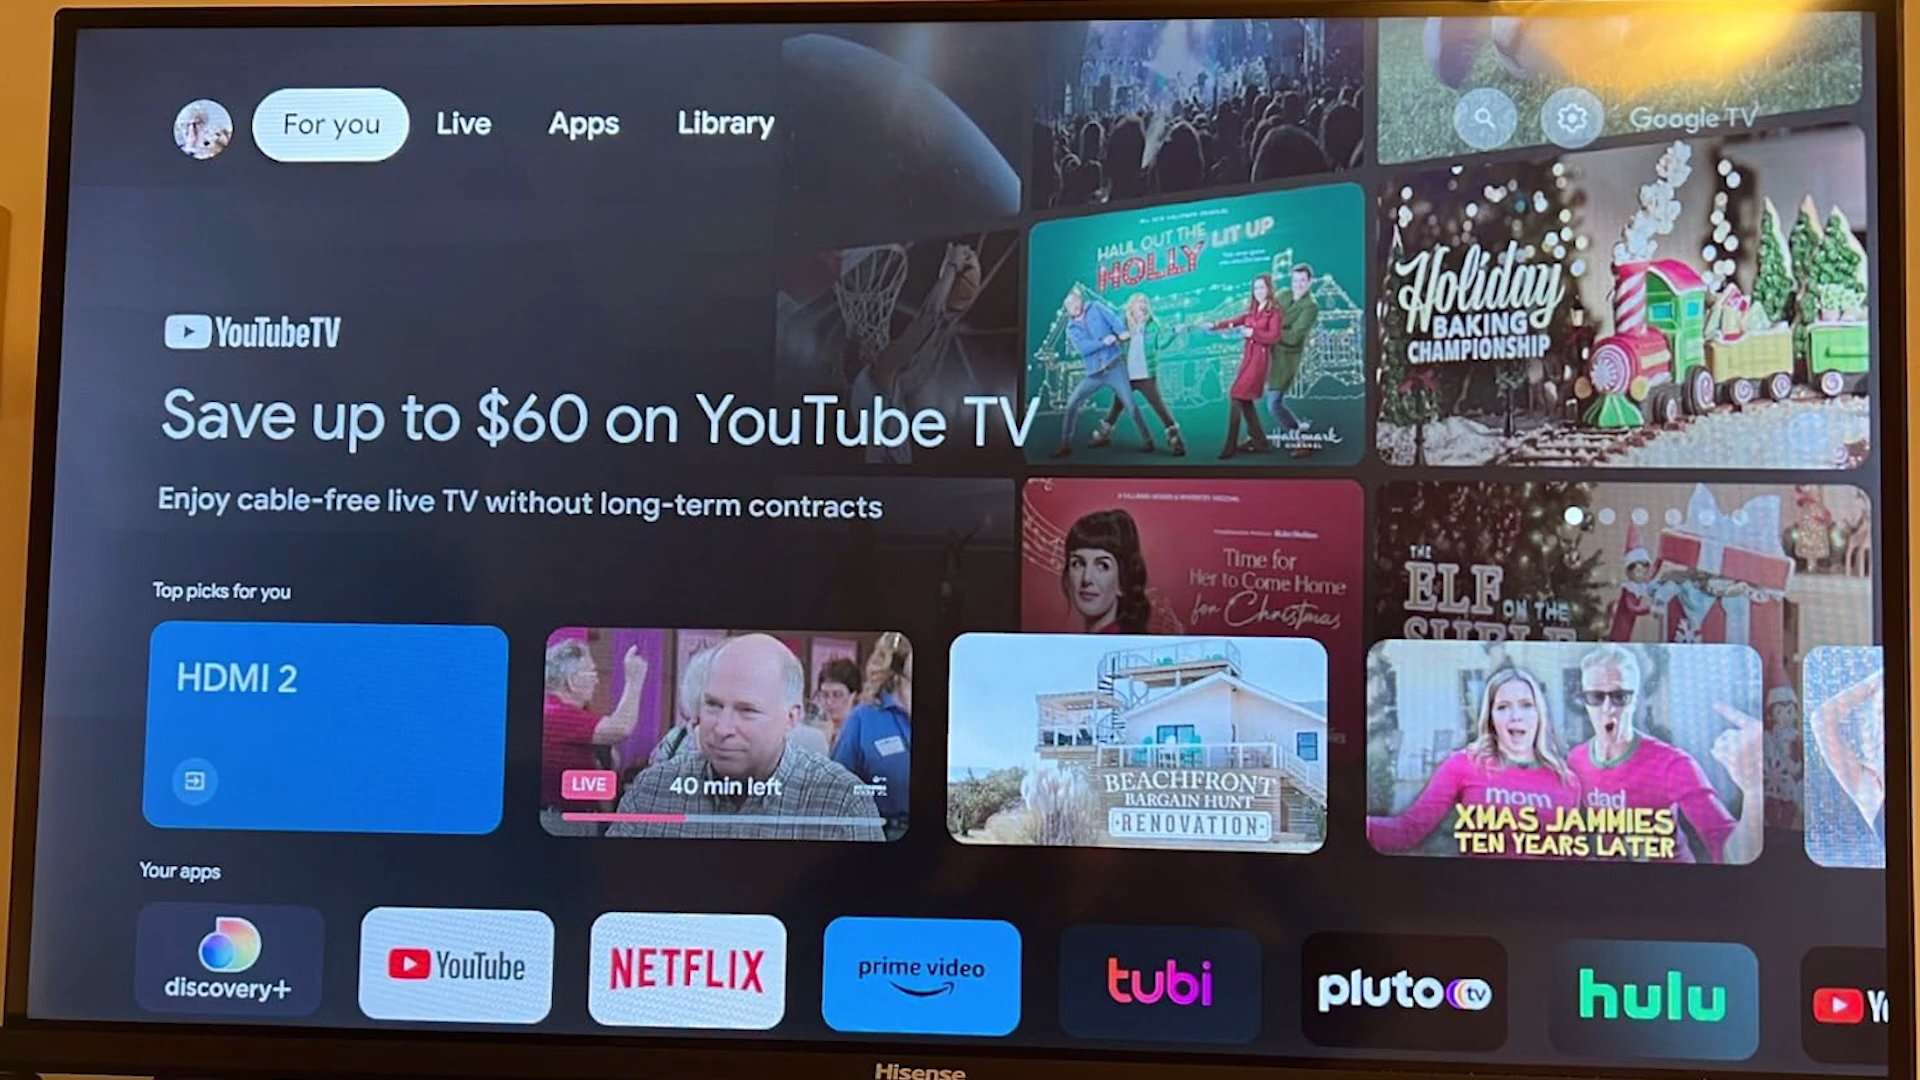 For you
Live
Apps
Library
Google TV
YouTubeTV
Save up to $60 on YouTube TV
Enjoy cable-free live TV without long-term contracts
HAUL OUT THE
HOLLY
LIT UP
Hallmark
CHANNEL
Holiday
BAKING
CHAMPIONSHIP
Time for
Her to Come Home
for Christmas
THE
ELF
ON THE
SHELF
Top picks for you
HDMI 2
LIVE
40 min left
BEACHFRONT
BARGAIN HUNT
RENOVATION
mom
dad
XMAS JAMMIES
TEN YEARS LATER
Your apps
discovery+
YouTube
NETFLIX
prime video
tubi
pluto tv
hulu
Hisense